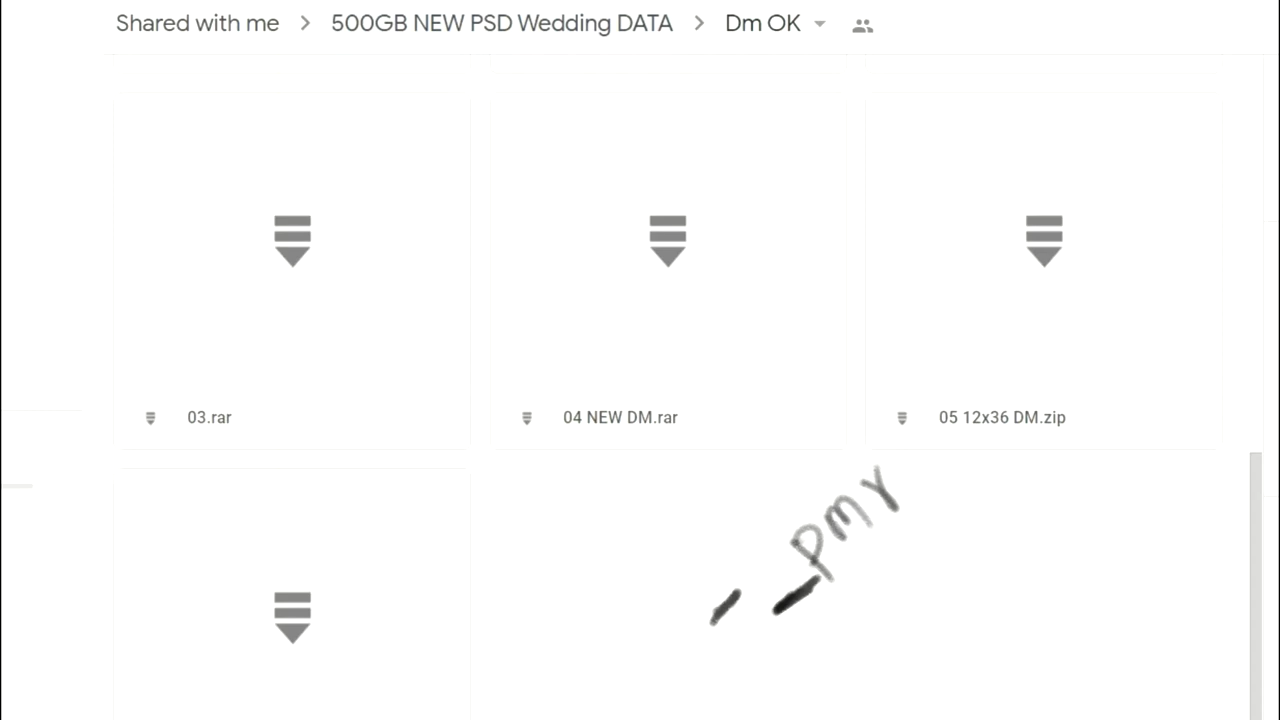 Shared with me > 500GB NEW PSD Wedding DATA > Dm OK
03.rar
04 NEW DM.rar
05 12x36 DM.zip
PMY